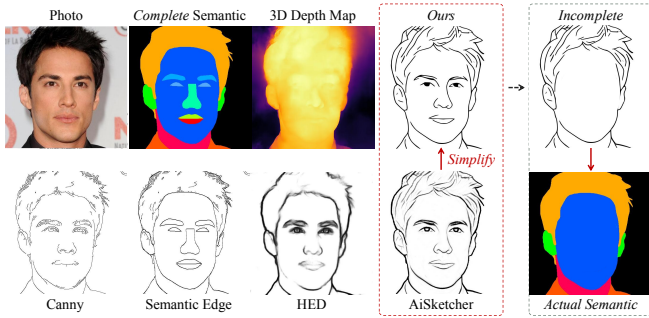 Photo
Complete Semantic
3D Depth Map
Ours
Incomplete
Simplify
Canny
Semantic Edge
HED
AiSketcher
Actual Semantic